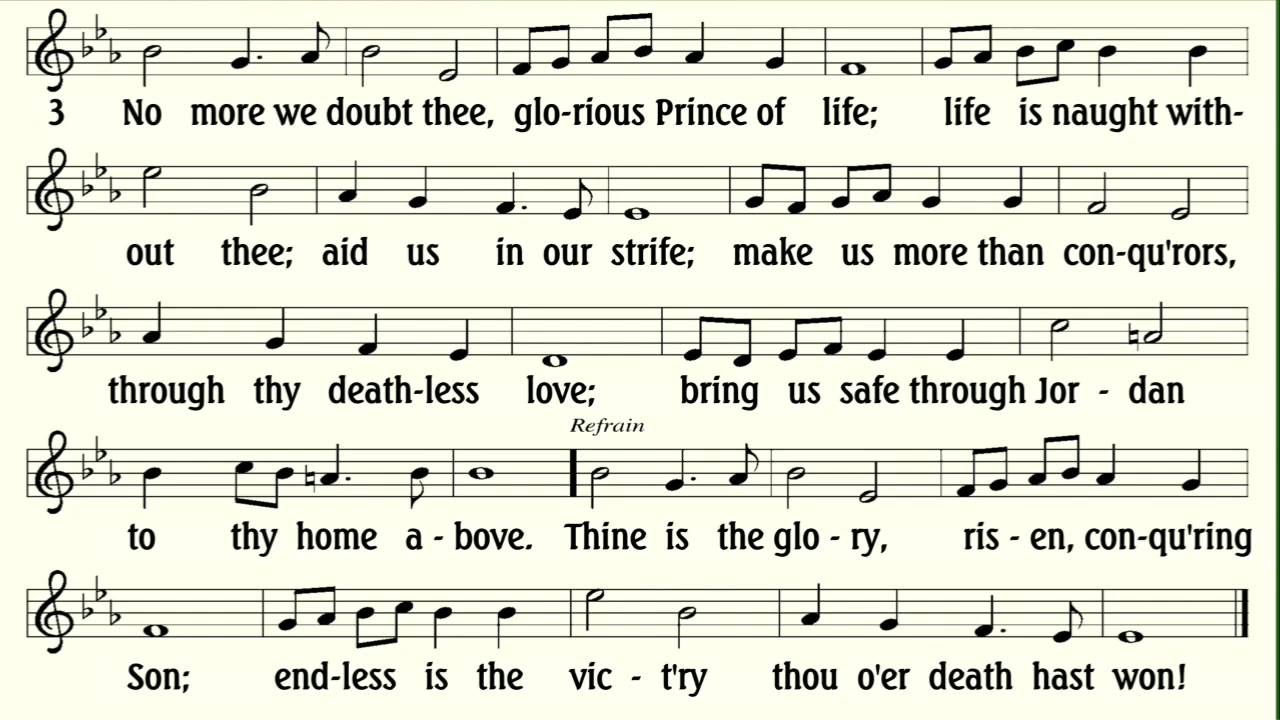 3 No more we doubt thee, glo-rious Prince of life; life is naught with-
out thee; aid us in our strife; make us more than con-qu'rors,
through thy death-less love; bring us safe through Jor - dan
Refrain
to thy home a - bove. Thine is the glo - ry, ris - en, con-qu'ring
Son; end-less is the vic - t'ry thou o'er death hast won!